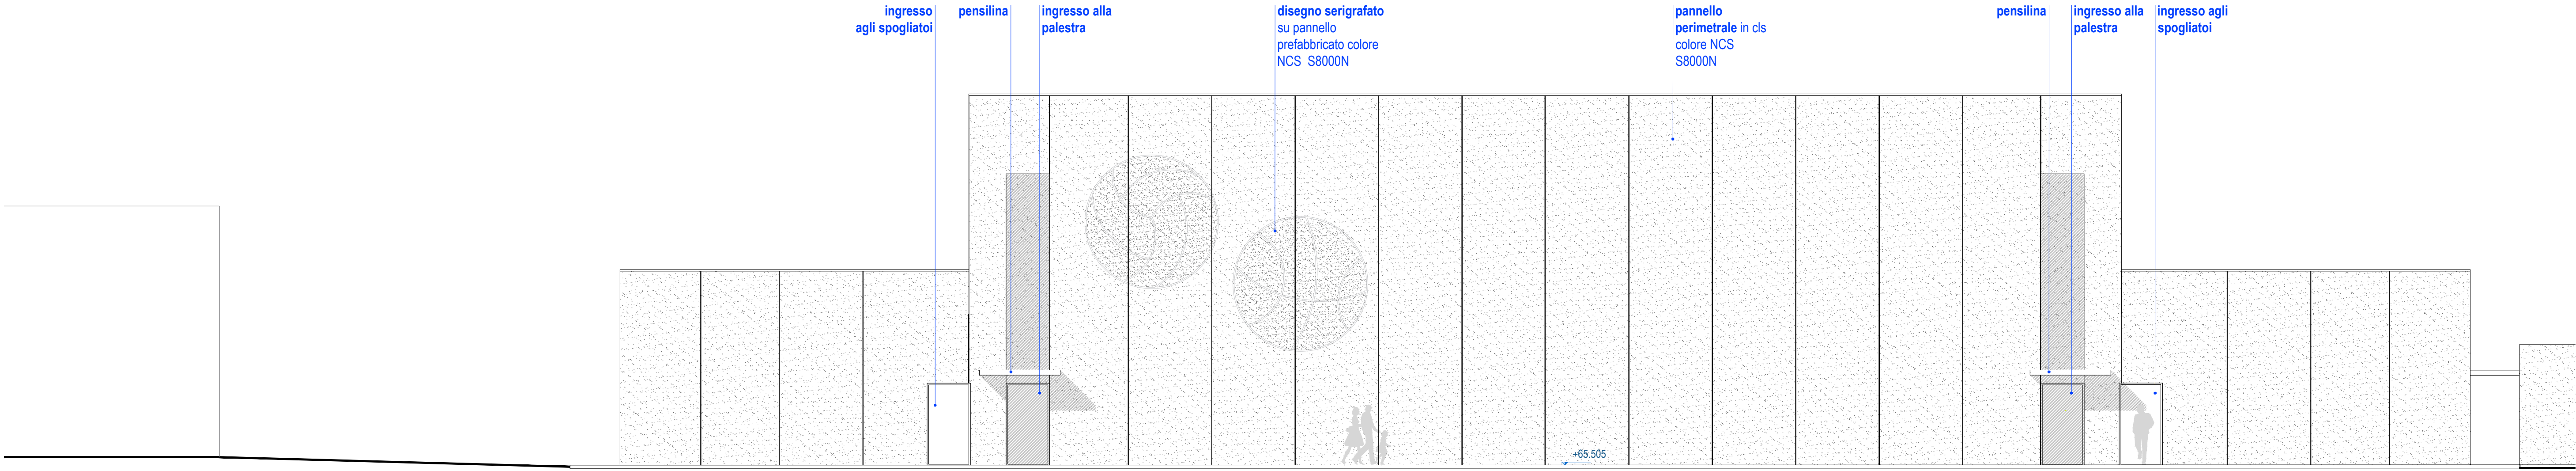 ingresso
agli spogliatoi
pensilina
ingresso alla
palestra
disegno serigrafato
su pannello
prefabbricato colore
NCS S8000N
pannello
perimetrale in cls
colore NCS
S8000N
pensilina
ingresso alla
palestra
ingresso agli
spogliatoi
+65.505